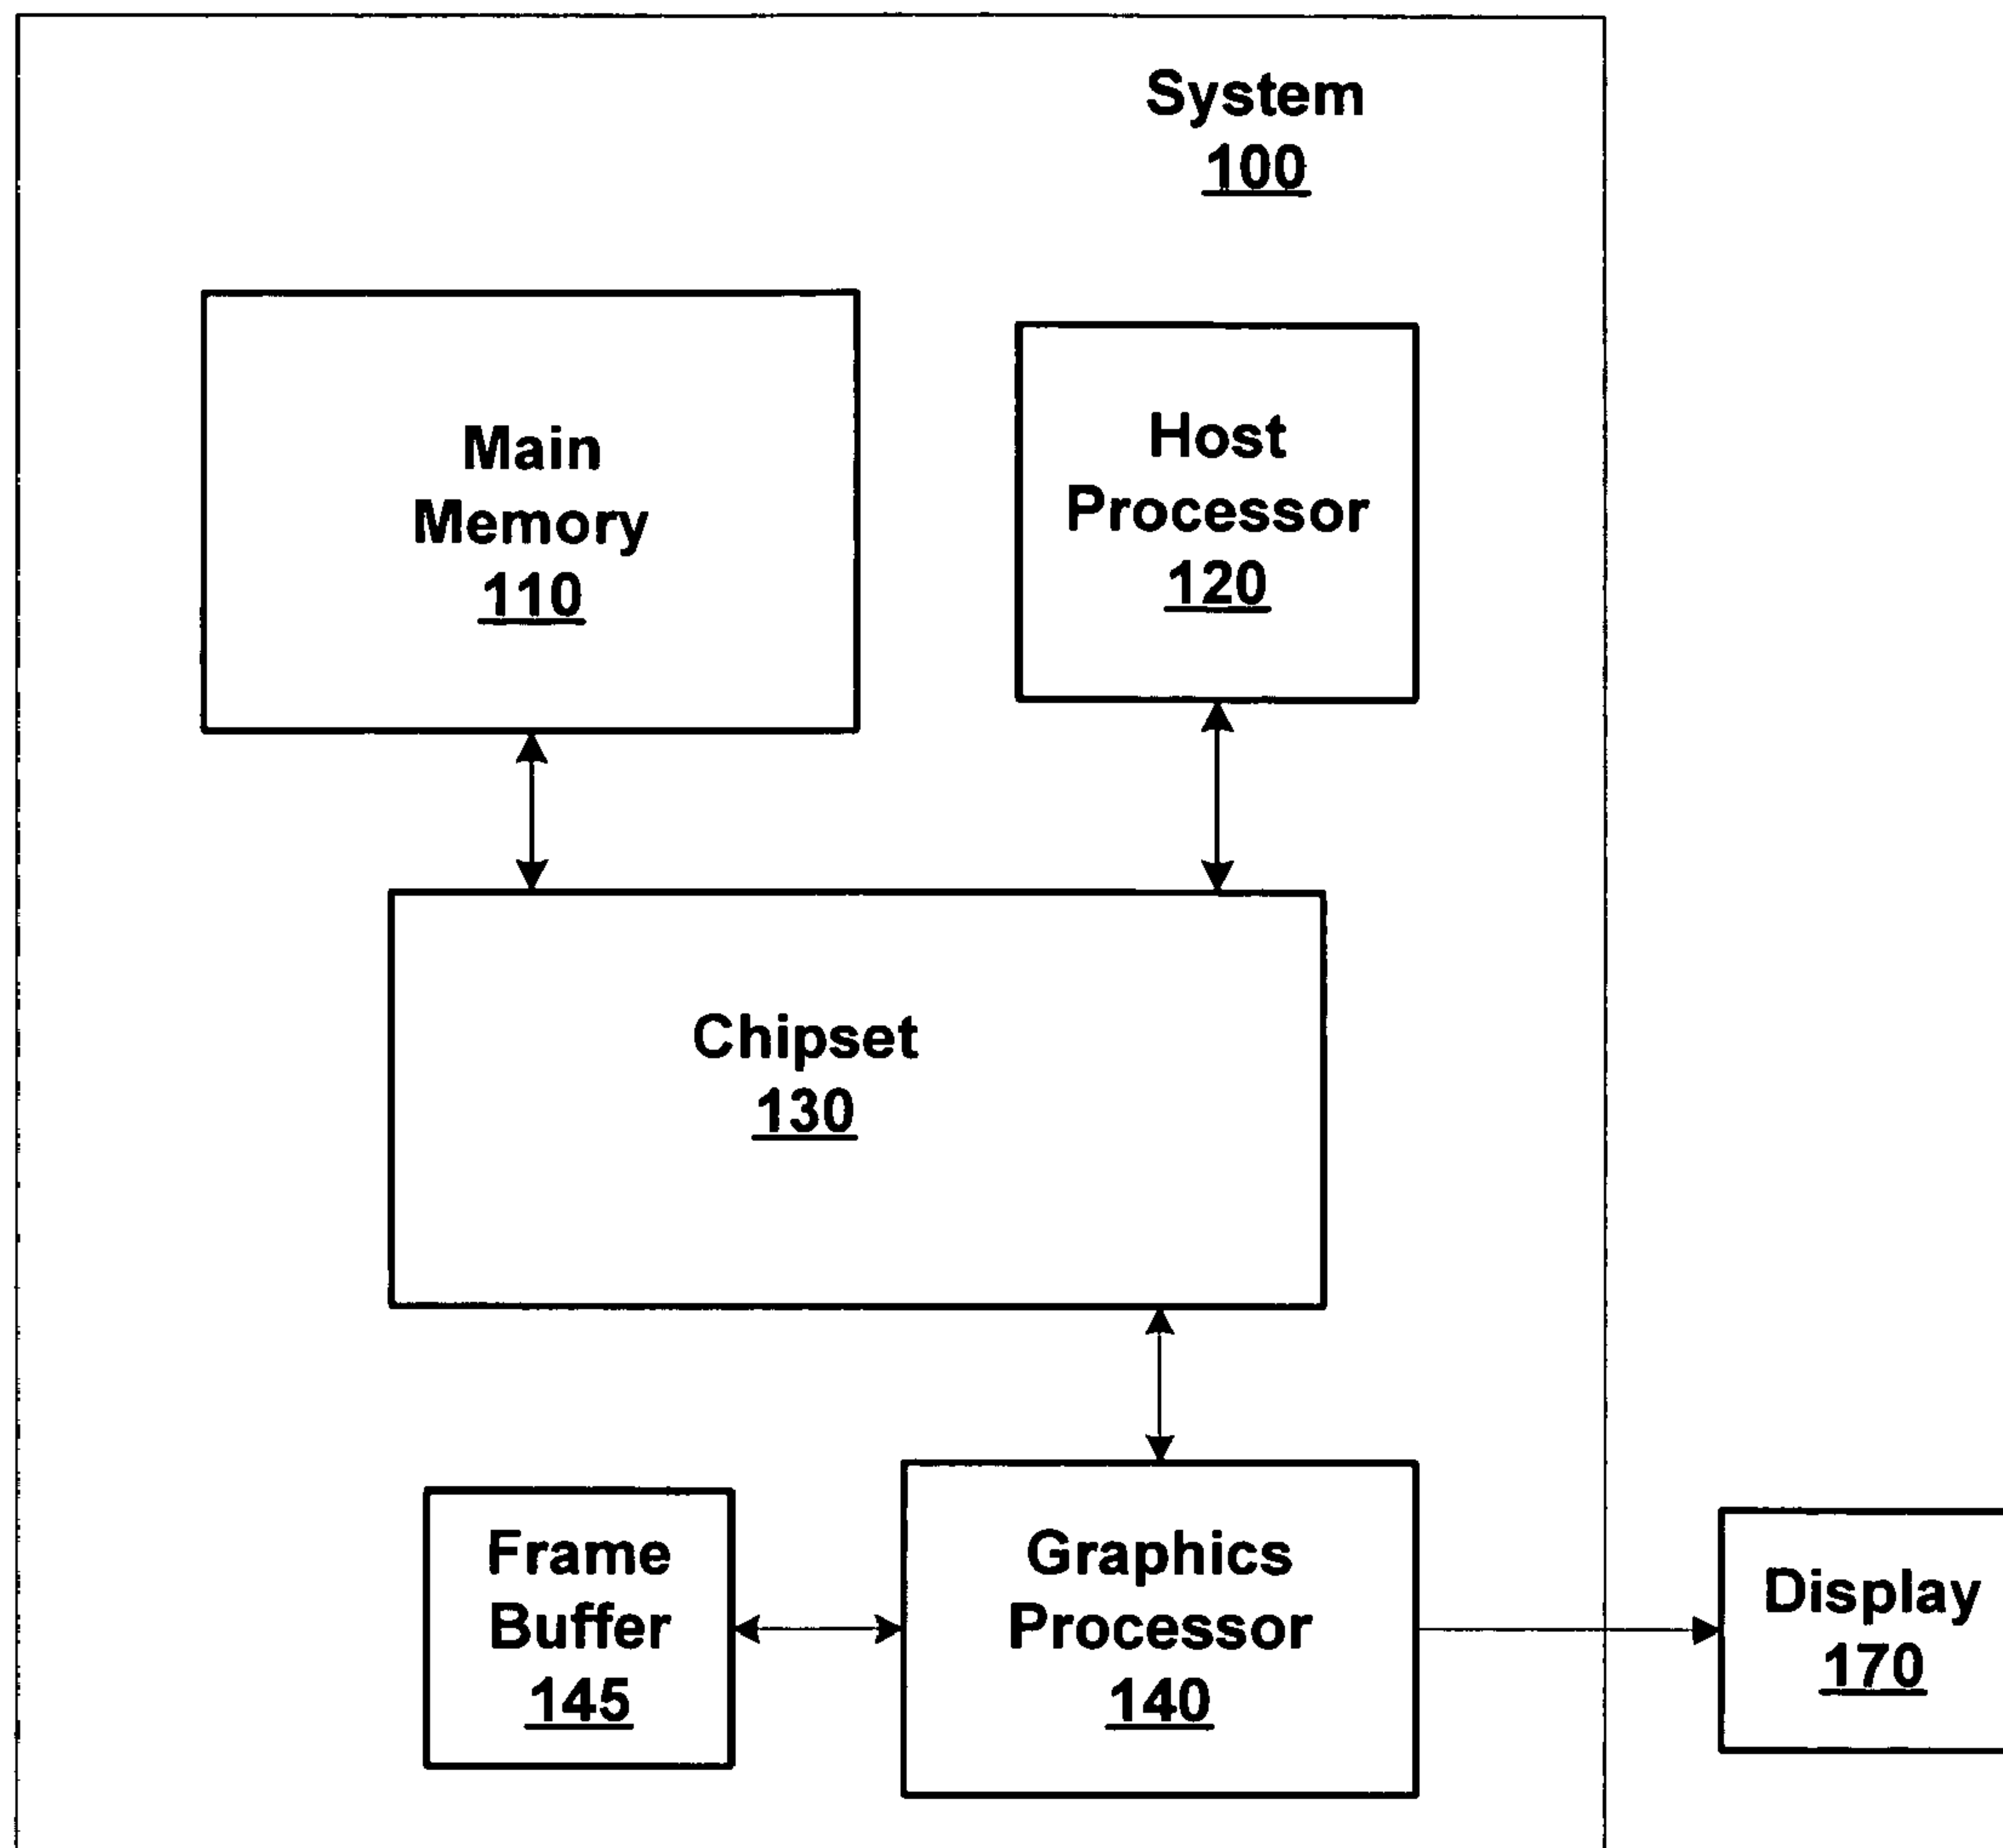 System
100
Main
Memory
110
Host
Processor
120
Chipset
130
Frame
Buffer
145
Graphics
Processor
140
Display
170